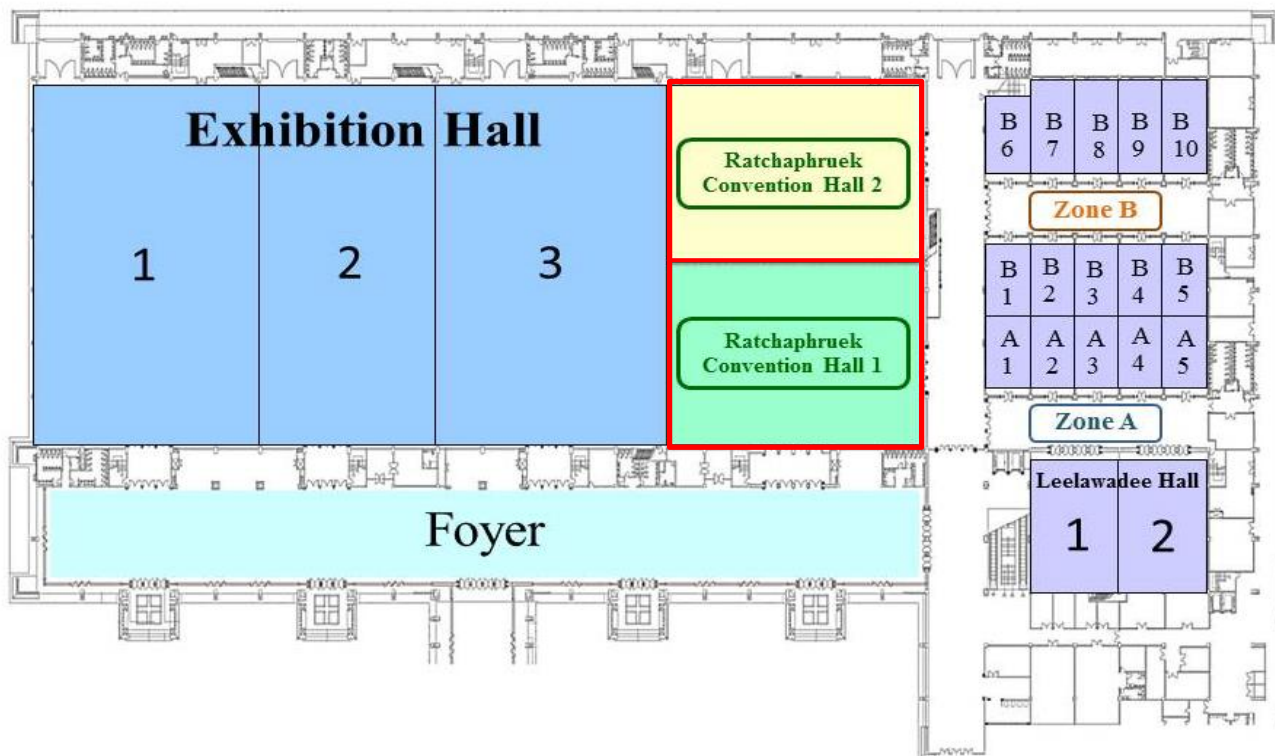 Exhibition Hall
1
2
3
Ratchaphruek
Convention Hall 2
Ratchaphruek
Convention Hall 1
Foyer
B
6
B
7
B
8
B
9
B
10
Zone B
B
1
B
2
B
3
B
4
B
5
A
1
A
2
A
3
A
4
A
5
Zone A
Leelawadee Hall
1
2